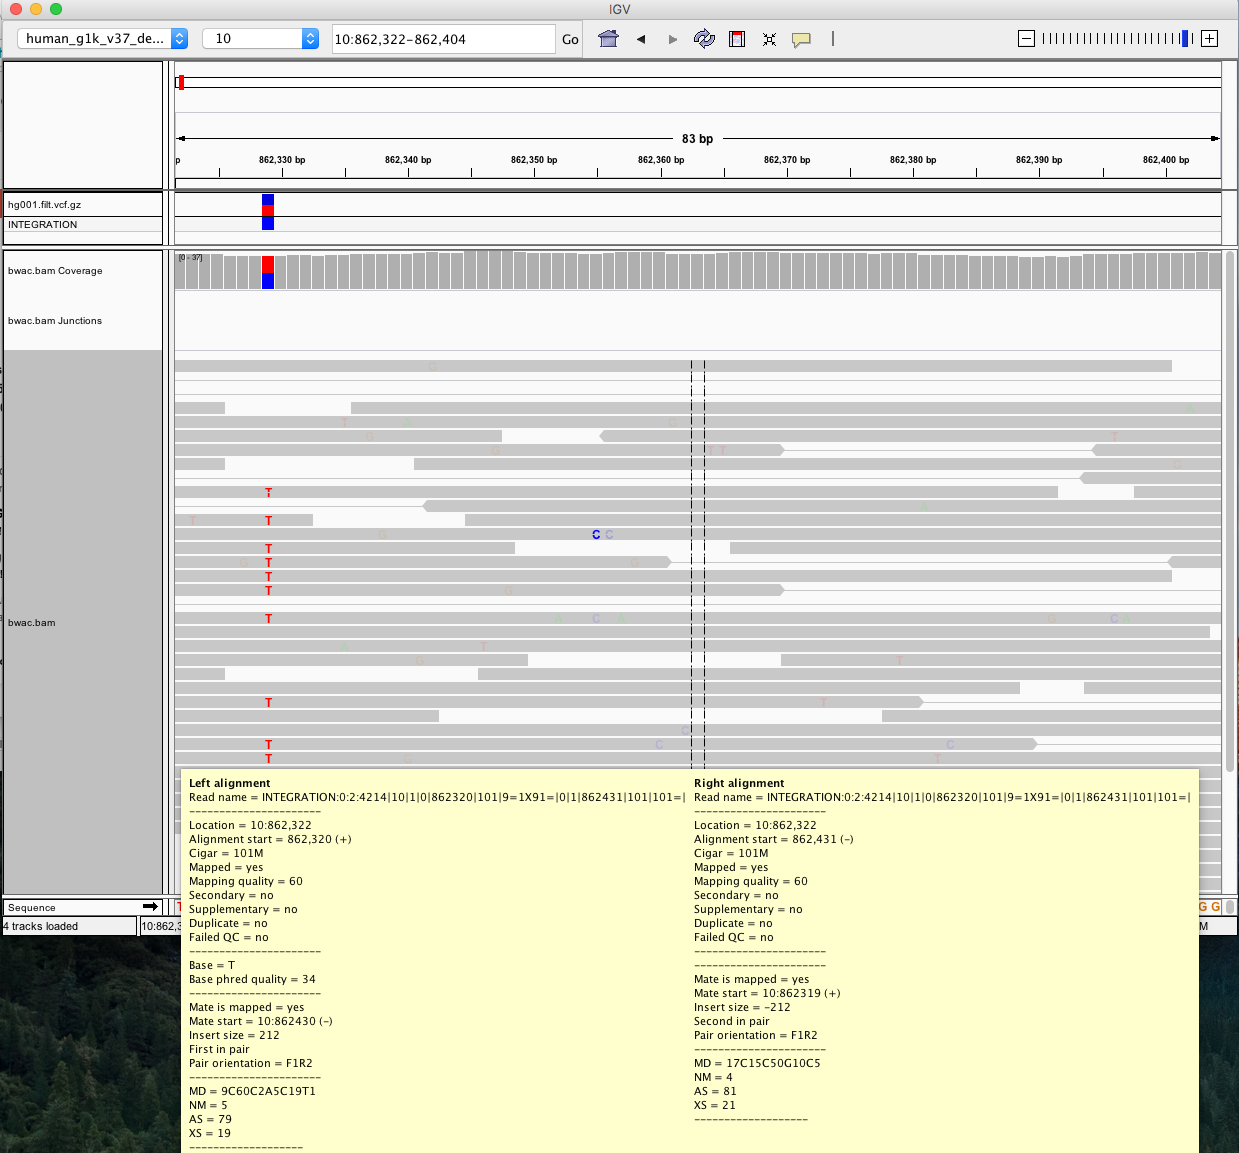 IGV
human_g1k_v37_de... 10 10:862,322-862,404 Go
83 bp
p 862,330 bp 862,340 bp 862,350 bp 862,360 bp 862,370 bp 862,380 bp 862,390 bp 862,400 bp
hg001.filt.vcf.gz
INTEGRATION
[0 - 37]
bwac.bam Coverage
bwac.bam Junctions
G
A
T A G
G T
G T T
G
T
A
T T
G C C
T
T G G
T
T G
T A C A G C A
A T
G T
T T
C
T C C
T G T
bwac.bam
Left alignment
Read name = INTEGRATION:0:2:4214|10|1|0|862320|101|9=1X91=|0|1|862431|101|101=|
----------------------
Location = 10:862,322
Alignment start = 862,320 (+)
Cigar = 101M
Mapped = yes
Mapping quality = 60
Secondary = no
Supplementary = no
Duplicate = no
Failed QC = no
----------------------
Base = T
Base phred quality = 34
----------------------
Mate is mapped = yes
Mate start = 10:862430 (-)
Insert size = 212
First in pair
Pair orientation = F1R2
----------------------
MD = 9C60C2A5C19T1
NM = 5
AS = 79
XS = 19
-------------------
Right alignment
Read name = INTEGRATION:0:2:4214|10|1|0|862320|101|9=1X91=|0|1|862431|101|101=|
----------------------
Location = 10:862,322
Alignment start = 862,431 (-)
Cigar = 101M
Mapped = yes
Mapping quality = 60
Secondary = no
Supplementary = no
Duplicate = no
Failed QC = no
----------------------
----------------------
Mate is mapped = yes
Mate start = 10:862319 (+)
Insert size = -212
Second in pair
Pair orientation = F1R2
----------------------
MD = 17C15C50G10C5
NM = 4
AS = 81
XS = 21
-------------------
Sequence T G G
4 tracks loaded 10:862,3 M